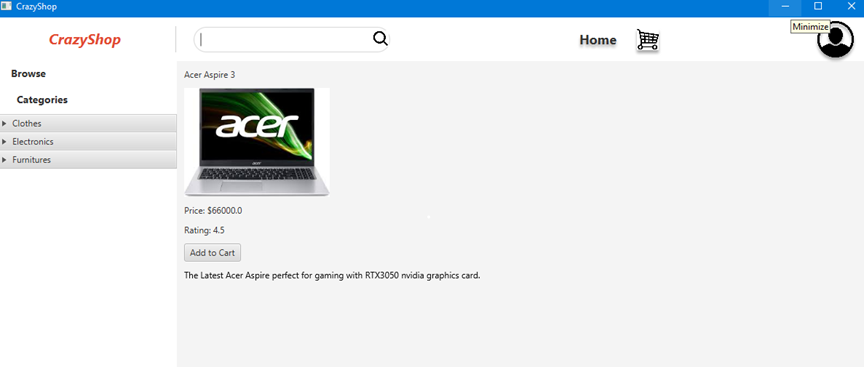 CrazyShop
Minimize
CrazyShop
Home
Browse
Categories
Clothes
Electronics
Furnitures
Acer Aspire 3
acer
acer
Price: $66000.0
Rating: 4.5
Add to Cart
The Latest Acer Aspire perfect for gaming with RTX3050 nvidia graphics card.